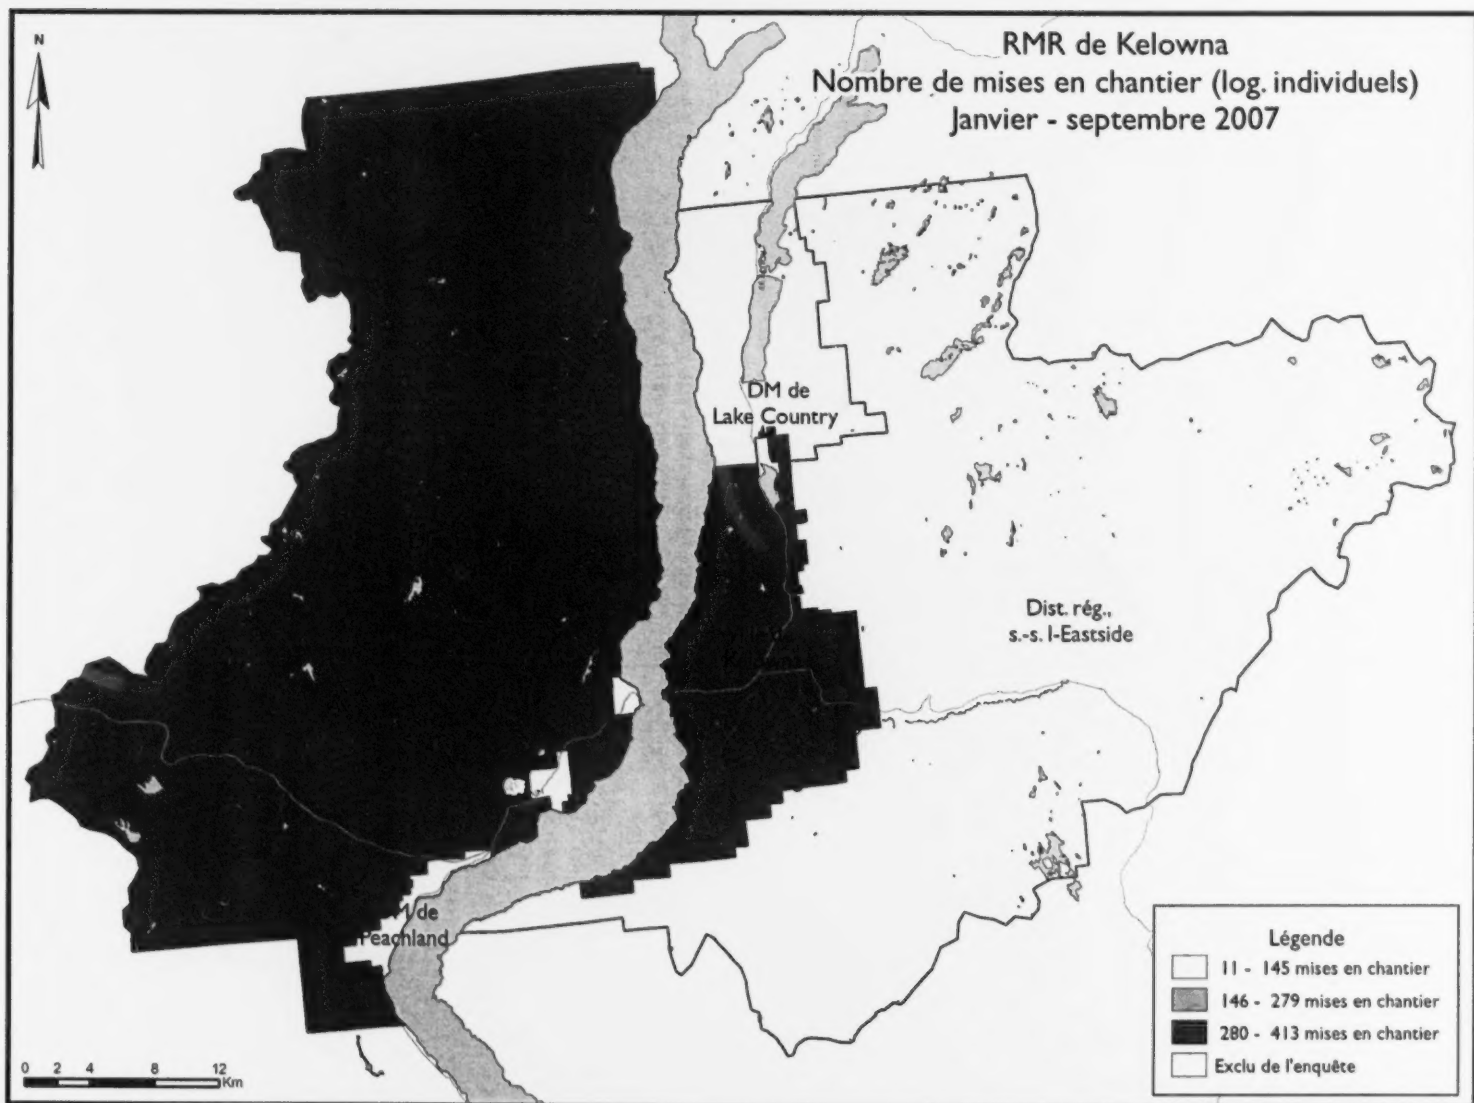 N
RMR de Kelowna
Nombre de mises en chantier (log. individuels)
Janvier - septembre 2007
DM de
Lake Country
Kelowna
Dist. rég.,
s.-s. I-Eastside
de
Peachland
Légende
11 - 145 mises en chantier
146 - 279 mises en chantier
280 - 413 mises en chantier
Exclu de l'enquête
0 2 4 8 12
Km